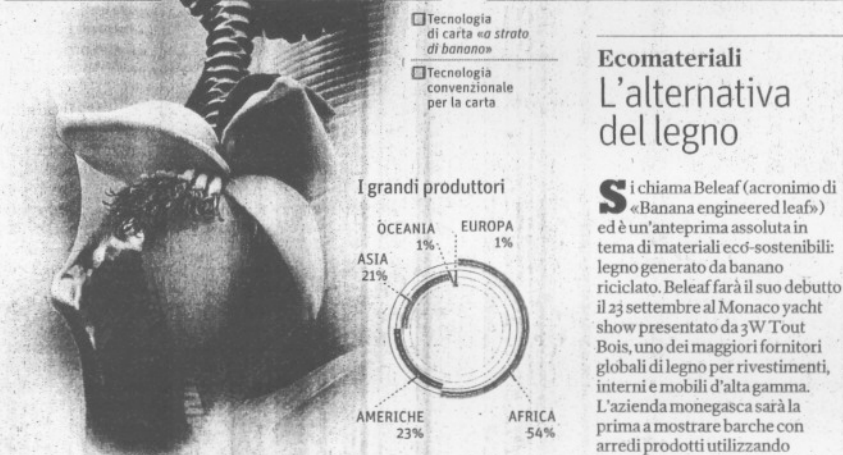 Tecnologia
di carta «a strato
di banano»
Tecnologia
convenzionale
per la carta
I grandi produttori
OCEANIA
1%
EUROPA
1%
ASIA
21%
AMERICHE
23%
AFRICA
54%
Ecomateriali
L'alternativa
del legno
Si chiama Beleaf (acronimo di
«Banana engineered leaf»)
ed è un'anteprima assoluta in
tema di materiali eco-sostenibili:
legno generato da banano
riciclato. Beleaf farà il suo debutto
il 23 settembre al Monaco yacht
show presentato da 3W Tout
Bois, uno dei maggiori fornitori
globali di legno per rivestimenti,
interni e mobili d'alta gamma.
L'azienda monegasca sarà la
prima a mostrare barche con
arredi prodotti utilizzando